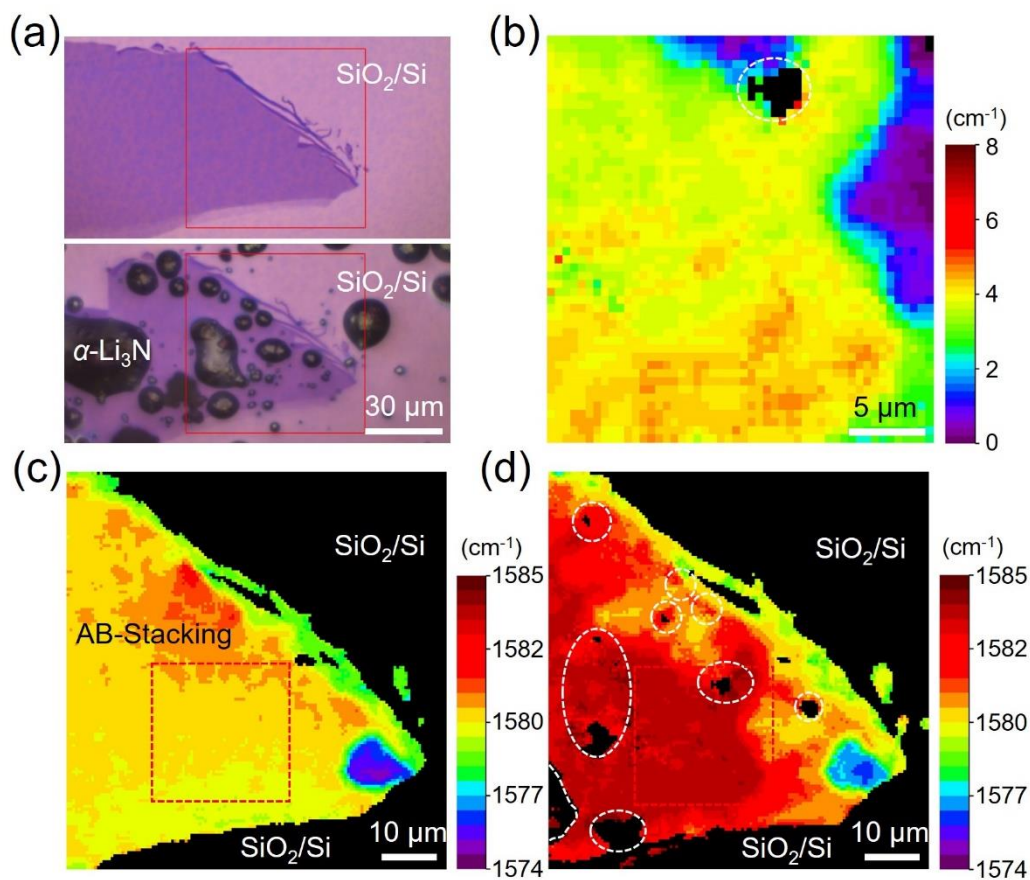 (a)
SiO₂/Si
SiO₂/Si
α-Li₃N
30 μm
(b)
(cm⁻¹)
8
6
4
2
0
5 μm
(c)
SiO₂/Si
AB-Stacking
SiO₂/Si
10 μm
(cm⁻¹)
1585
1582
1580
1577
1574
(d)
SiO₂/Si
SiO₂/Si
10 μm
(cm⁻¹)
1585
1582
1580
1577
1574